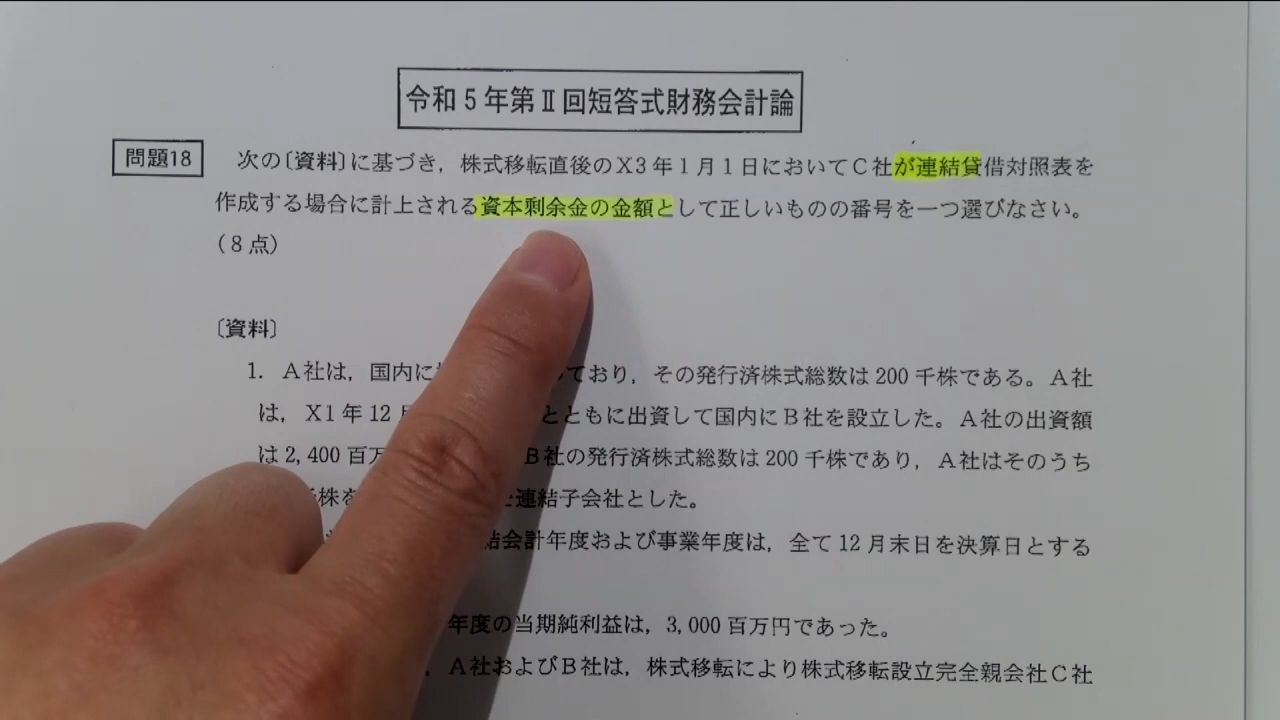 令和5年第Ⅱ回短答式財務会計論
問題18 次の〔資料〕に基づき，株式移転直後のX3年1月1日においてC社が連結貸借対照表を
作成する場合に計上される資本剰余金の金額として正しいものの番号を一つ選びなさい。
（8点）
〔資料〕
1．A社は，国内に ており，その発行済株式総数は200千株である。A社
は，X1年12月 とともに出資して国内にB社を設立した。A社の出資額
は2,400百万 B社の発行済株式総数は200千株であり，A社はそのうち
株を 連結子会社とした。
結会計年度および事業年度は，全て12月末日を決算日とする
年度の当期純利益は，3,000百万円であった。
，A社およびB社は，株式移転により株式移転設立完全親会社C社